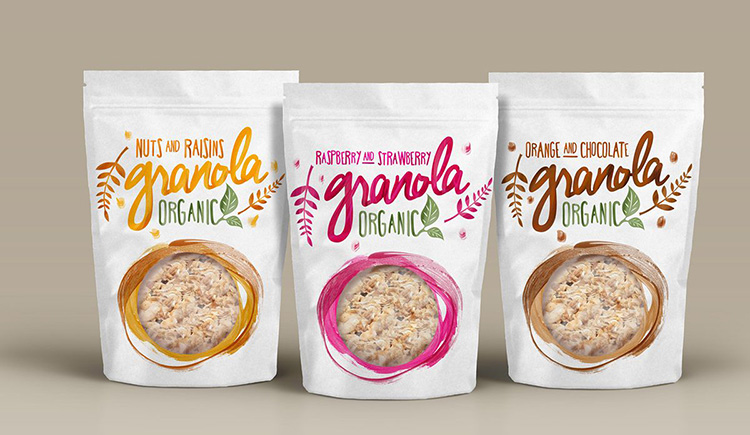 NUTS AND RAISINS
granola
ORGANIC
RASPBERRY AND STRAWBERRY
granola
ORGANIC
ORANGE AND CHOCOLATE
granola
ORGANIC